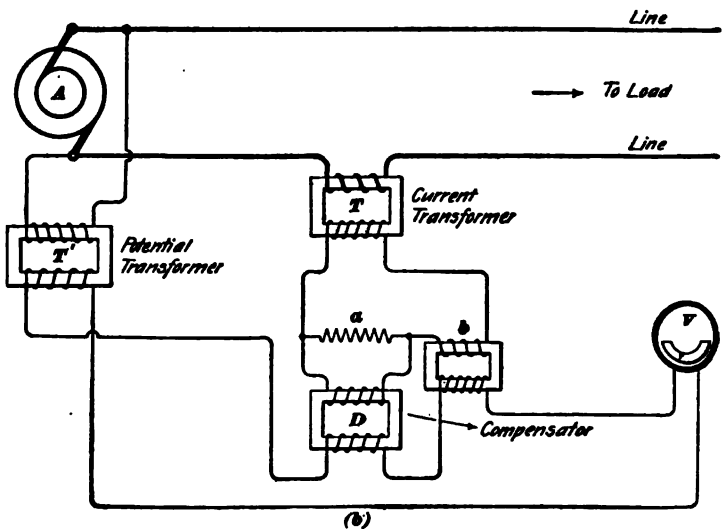 Line
A
To Load
Line
T
Current
Transformer
T'
Potential
Transformer
a
b
V
D
Compensator
(b)